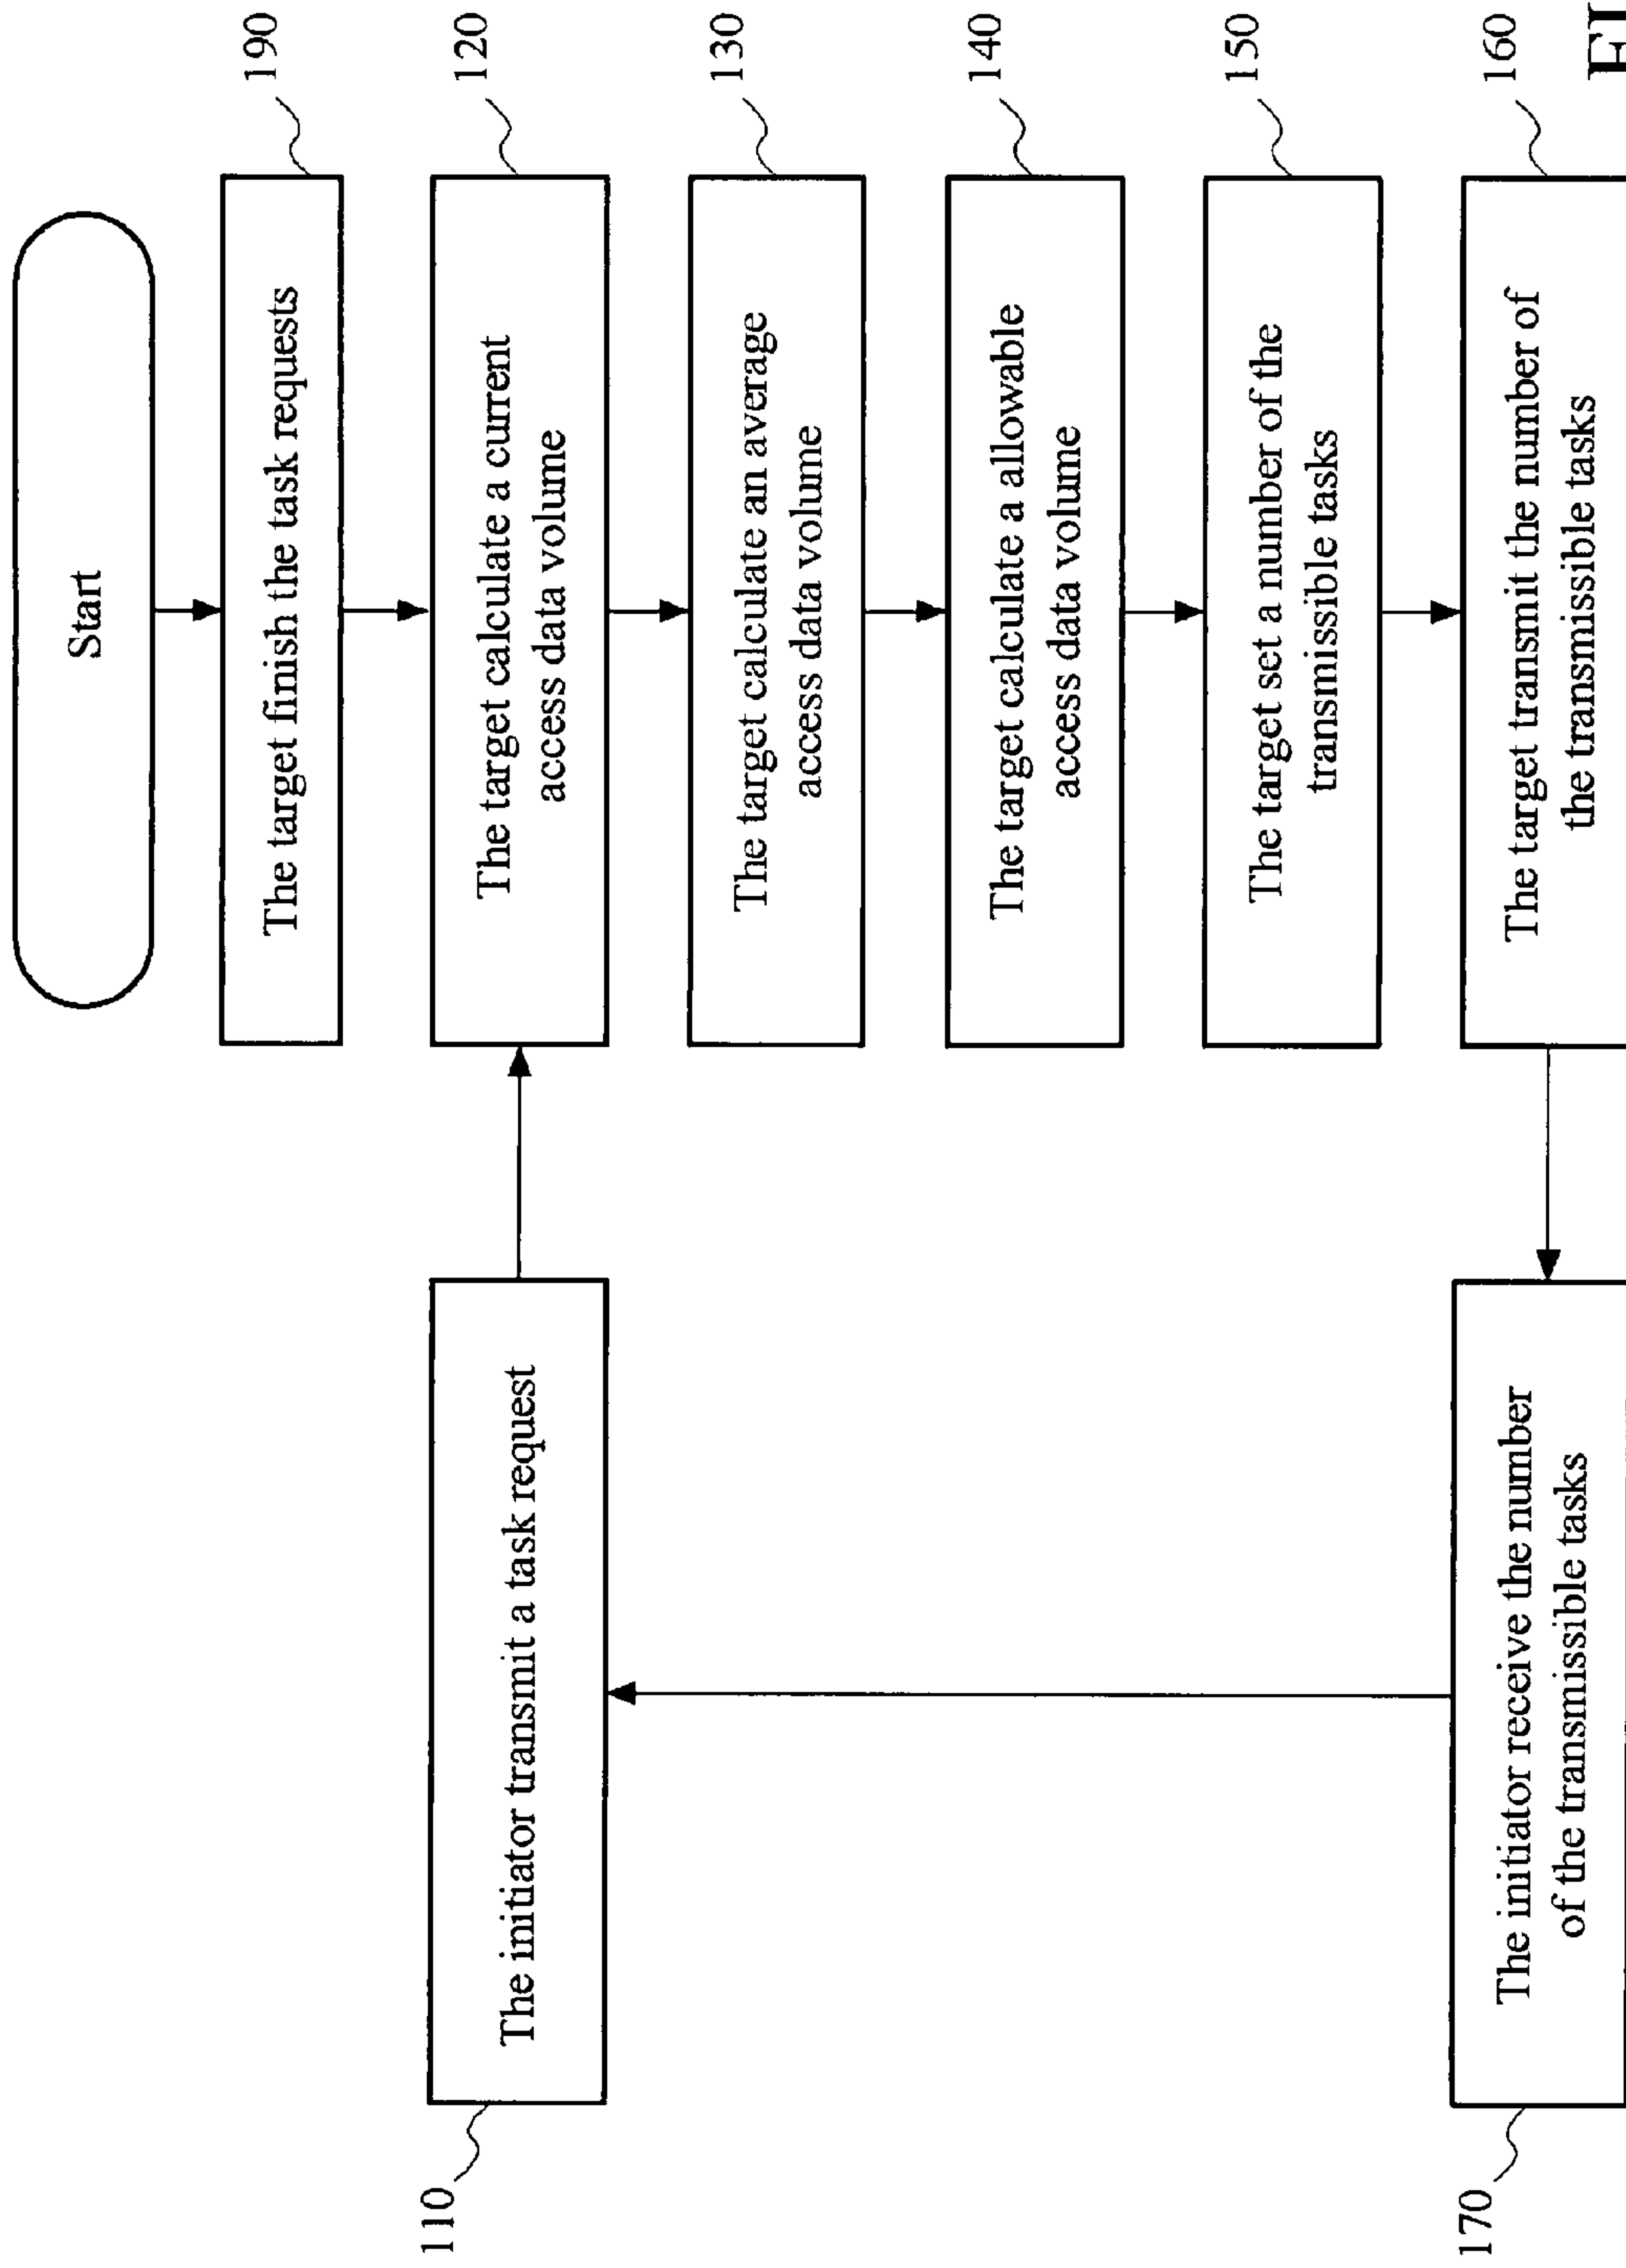 Start
The target finish the task requests
190
The target calculate a current
access data volume
120
The target calculate an average
access data volume
130
The target calculate a allowable
access data volume
140
The target set a number of the
transmissible tasks
150
The target transmit the number of
the transmissible tasks
160
110
The initiator transmit a task request
170
The initiator receive the number
of the transmissible tasks